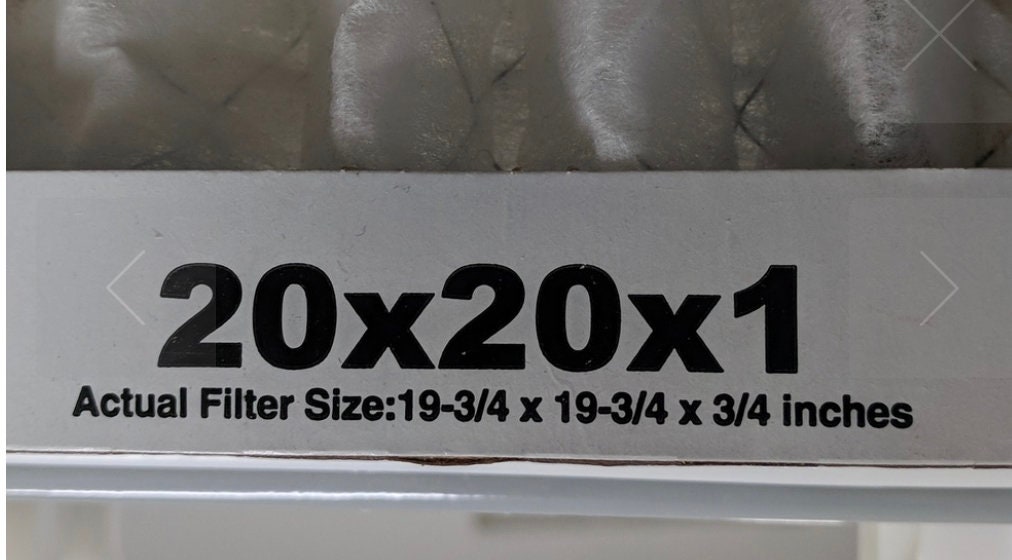 20x20x1
Actual Filter Size:19-3/4 x 19-3/4 x 3/4 inches